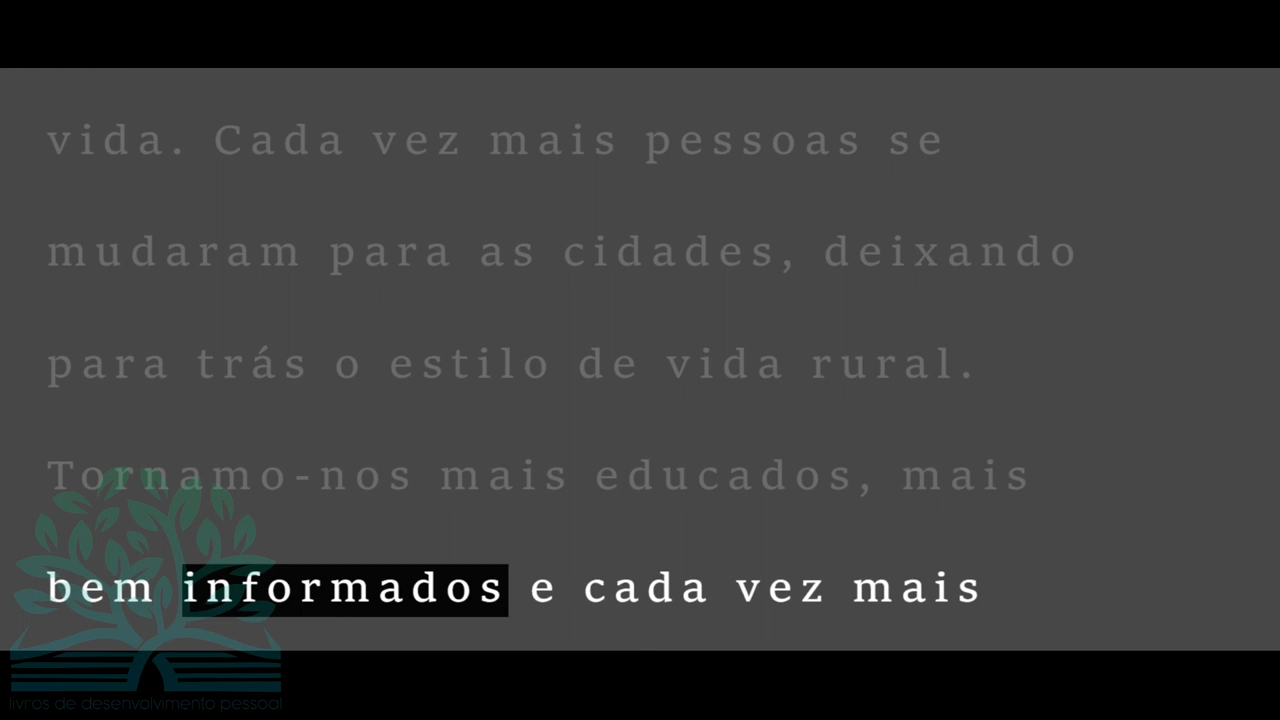 vida. Cada vez mais pessoas se
mudaram para as cidades, deixando
para trás o estilo de vida rural.
Tornamo-nos mais educados, mais
bem informados e cada vez mais
livros de desenvolvimento pessoal